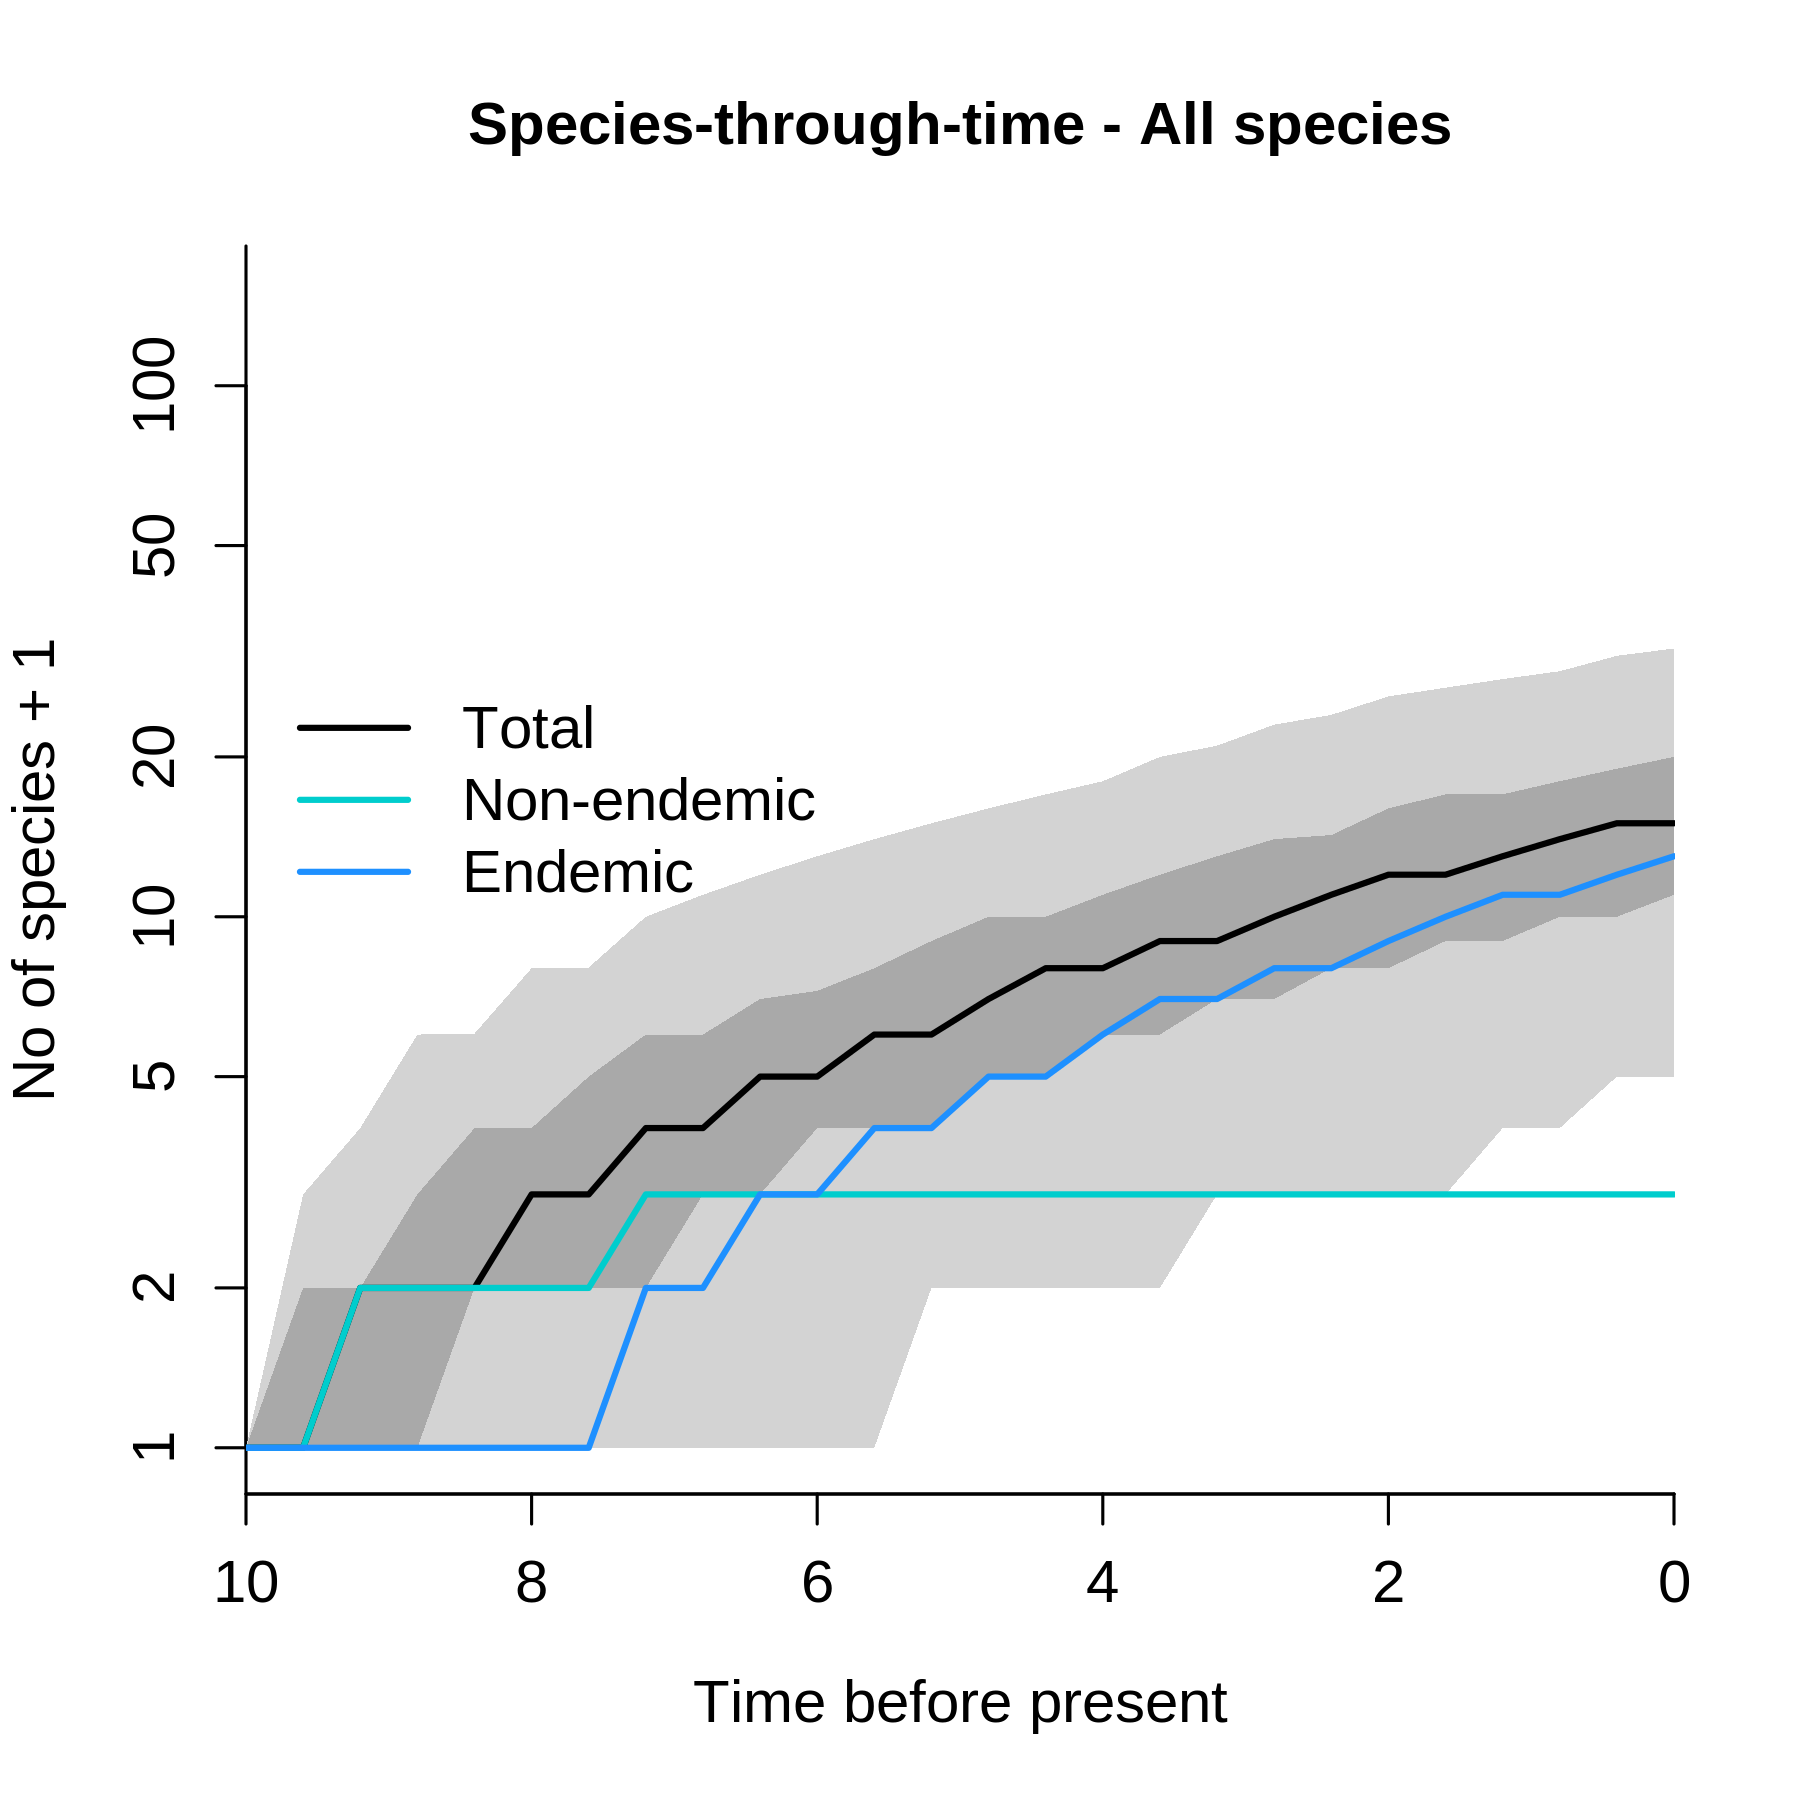 Species-through-time - All species
No of species + 1
100
50
20
10
5
2
1
Total
Non-endemic
Endemic
10 8 6 4 2 0
Time before present